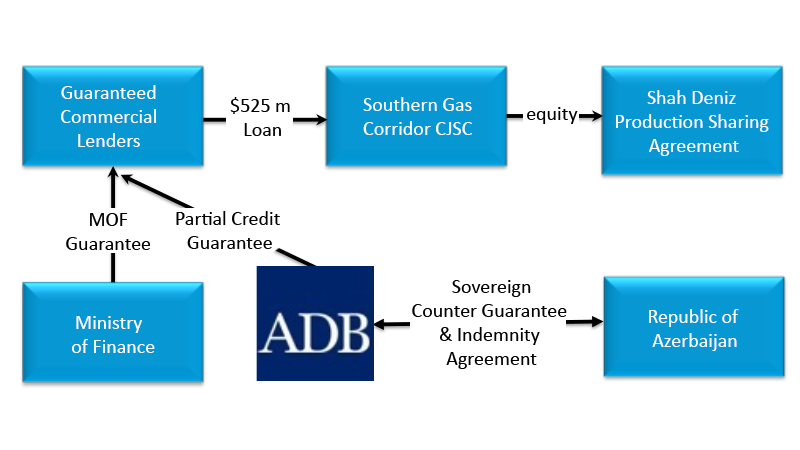 Guaranteed
Commercial
Lenders
$525 m
Loan
Southern Gas
Corridor CJSC
equity
Shah Deniz
Production Sharing
Agreement
MOF
Guarantee
Partial Credit
Guarantee
Ministry
of Finance
ADB
Sovereign
Counter Guarantee
& Indemnity
Agreement
Republic of
Azerbaijan